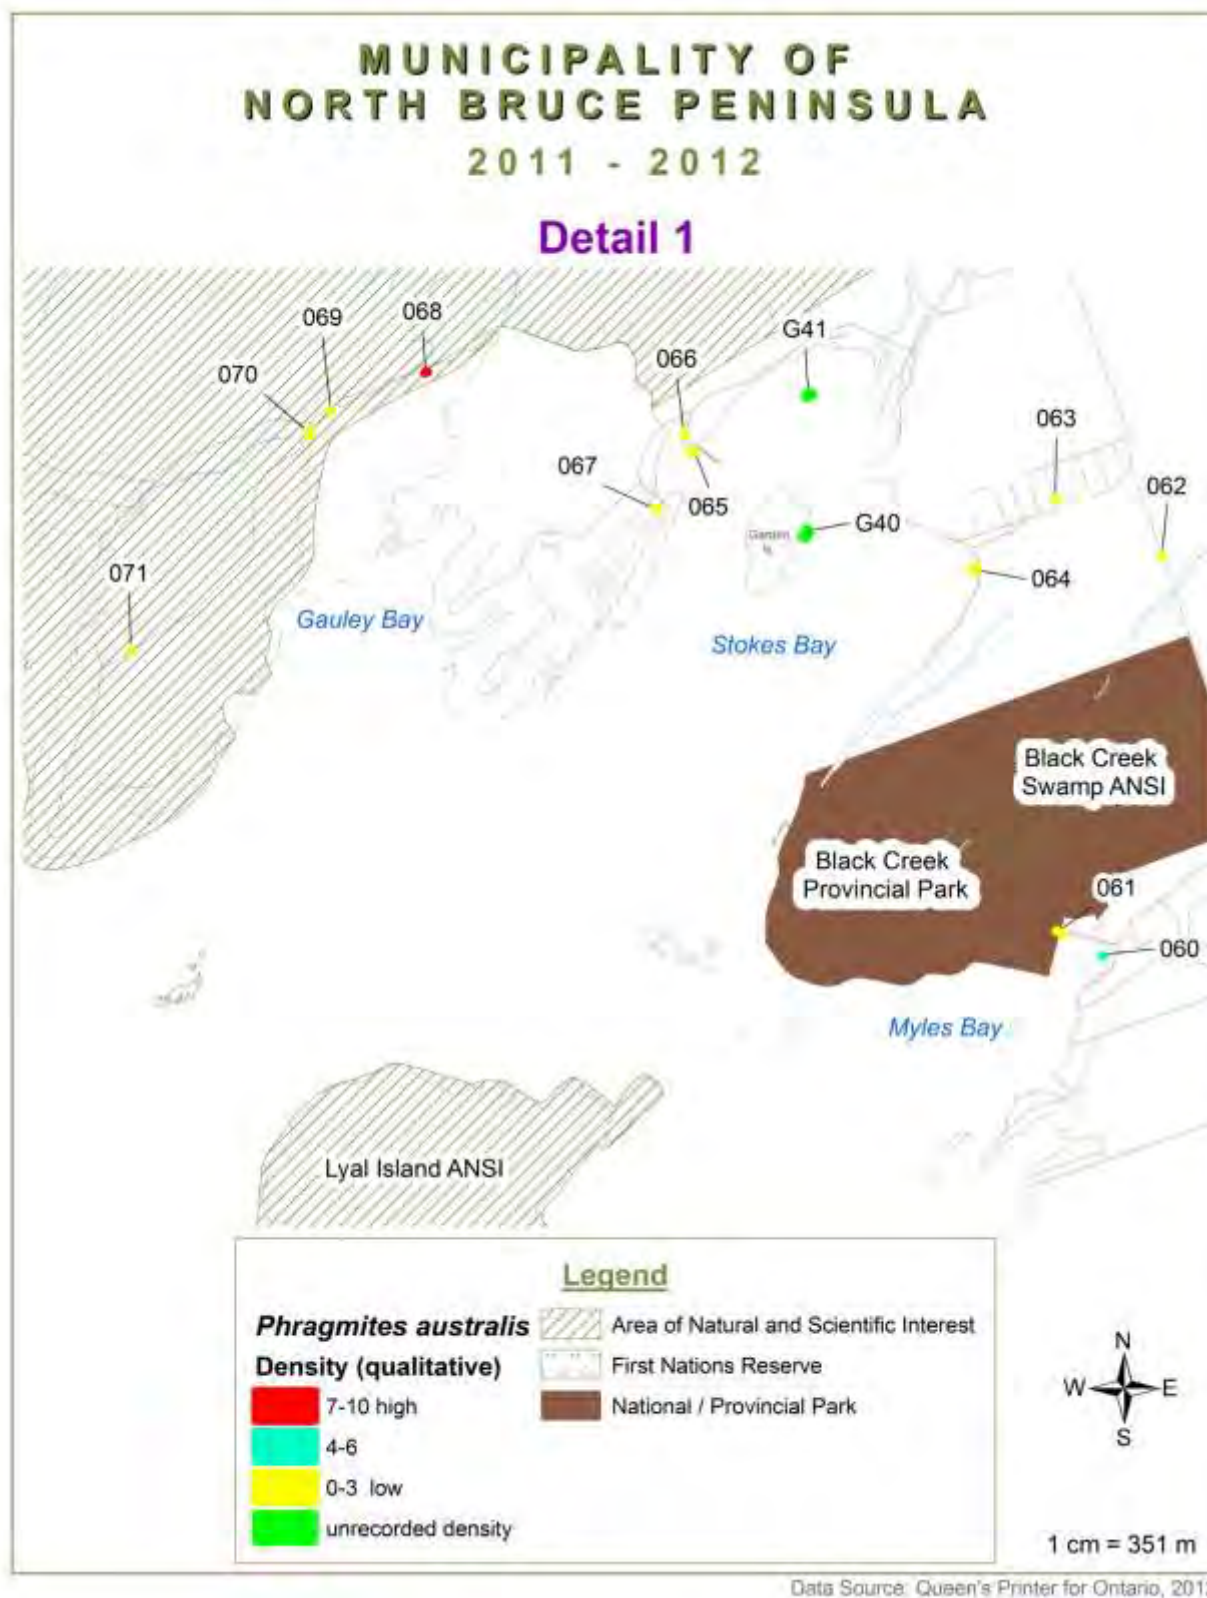 MUNICIPALITY OF
NORTH BRUCE PENINSULA
2011 - 2012
Detail 1
069
068
G41
066
070
063
067
062
065
G40
Garden
Is
071
064
Gauley Bay
Stokes Bay
Black Creek
Swamp ANSI
Black Creek
Provincial Park
061
060
Myles Bay
Lyal Island ANSI
Legend
Phragmites australis
Area of Natural and Scientific Interest
Density (qualitative)
First Nations Reserve
7-10 high
National / Provincial Park
4-6
0-3 low
unrecorded density
N
W E
S
1 cm = 351 m
Data Source: Queen's Printer for Ontario, 2012